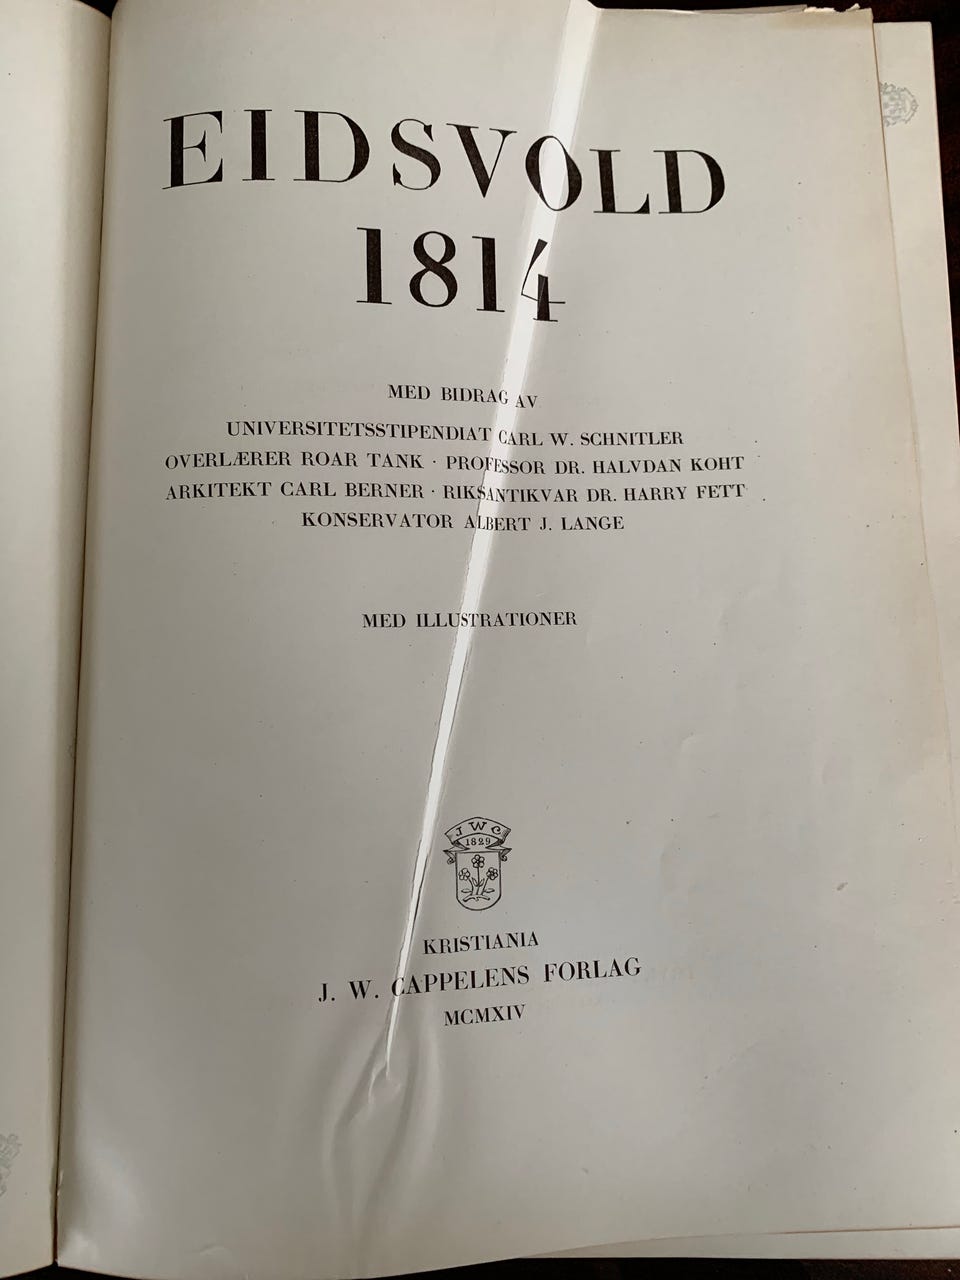 EIDSVOLD
1814
MED BIDRAG AV
UNIVERSITETSSTIPENDIAT CARL W. SCHNITLER
OVERLÆRER ROAR TANK · PROFESSOR DR. HALVDAN KOHT
ARKITEKT CARL BERNER · RIKSANTIKVAR DR. HARRY FETT
KONSERVATOR ALBERT J. LANGE
MED ILLUSTRATIONER
J W C
1829
KRISTIANIA
J. W. CAPPELENS FORLAG
MCMXIV